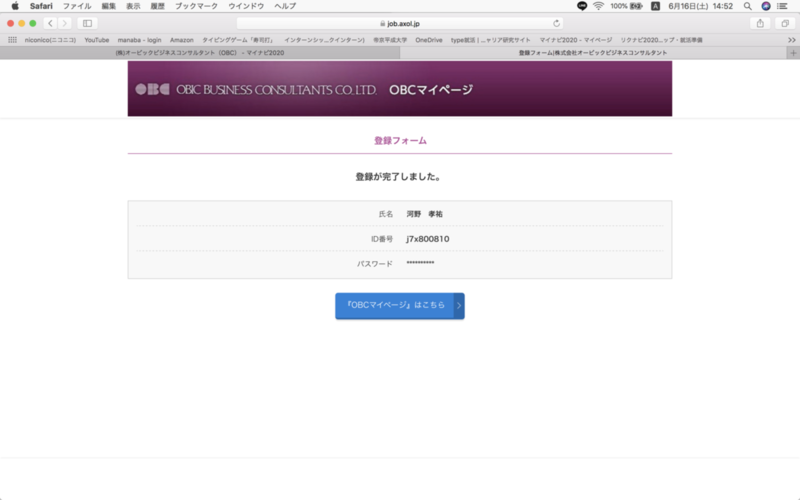 Safari ファイル 編集 表示 履歴 ブックマーク ウインドウ ヘルプ 100% A 6月16日(土) 14:52
job.axol.jp
niconico(ニコニコ) YouTube manaba - login Amazon タイピングゲーム「寿司打」 インターンシッ...クインターン) 帝京平成大学 OneDrive type就活 | ...ャリア研究サイト マイナビ2020 - マイページ リクナビ2020...ップ・就活準備
(株)オービックビジネスコンサルタント（OBC） - マイナビ2020 登録フォーム|株式会社オービックビジネスコンサルタント
OBC OBIC BUSINESS CONSULTANTS CO.,LTD. OBCマイページ
登録フォーム
登録が完了しました。
氏名 河野　孝祐
ID番号 j7x800810
パスワード **********
『OBCマイページ』はこちら